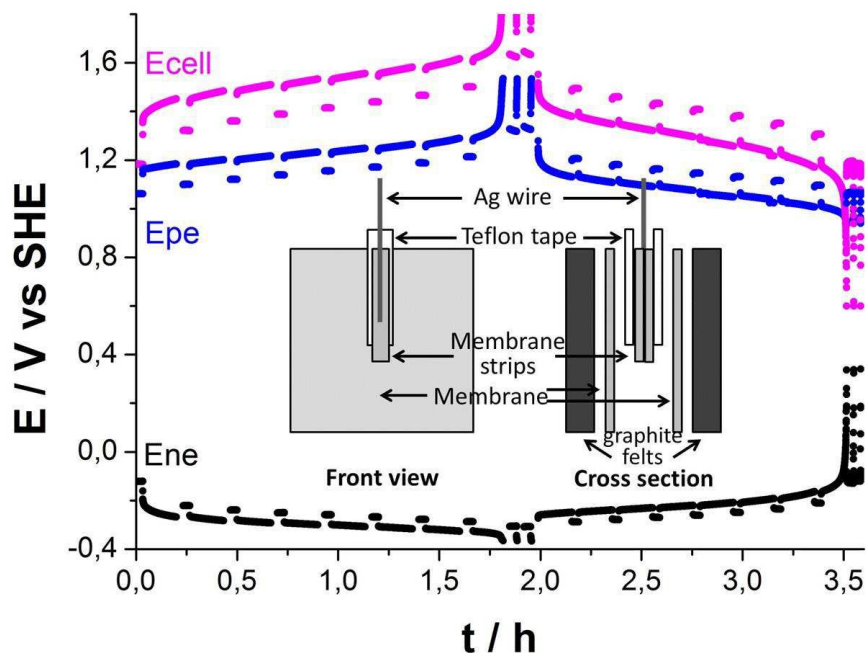 E / V vs SHE
1,6
1,2
0,8
0,4
0,0
-0,4
Ecell
Epe
Ene
Ag wire
Teflon tape
Membrane
strips
Membrane
graphite
felts
Front view
Cross section
0,0 0,5 1,0 1,5 2,0 2,5 3,0 3,5
t / h